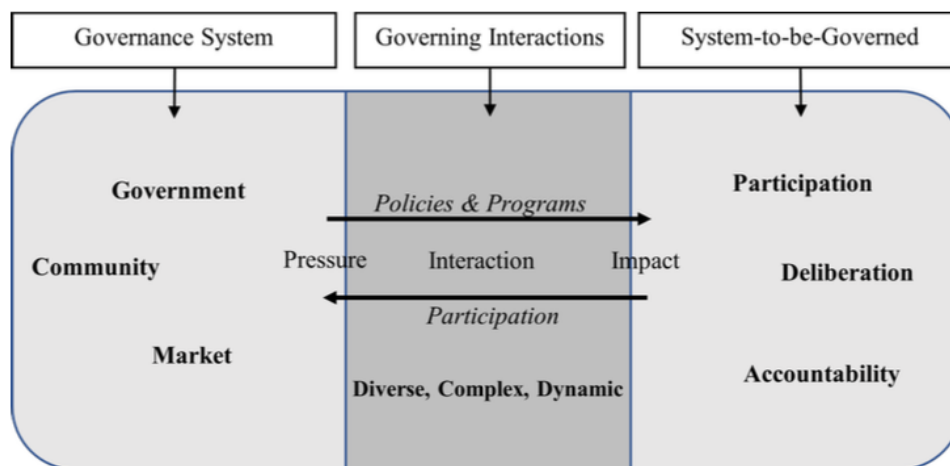 Governance System
Governing Interactions
System-to-be-Governed
Government
Community
Market
Policies & Programs
Pressure
Interaction
Impact
Participation
Diverse, Complex, Dynamic
Participation
Deliberation
Accountability